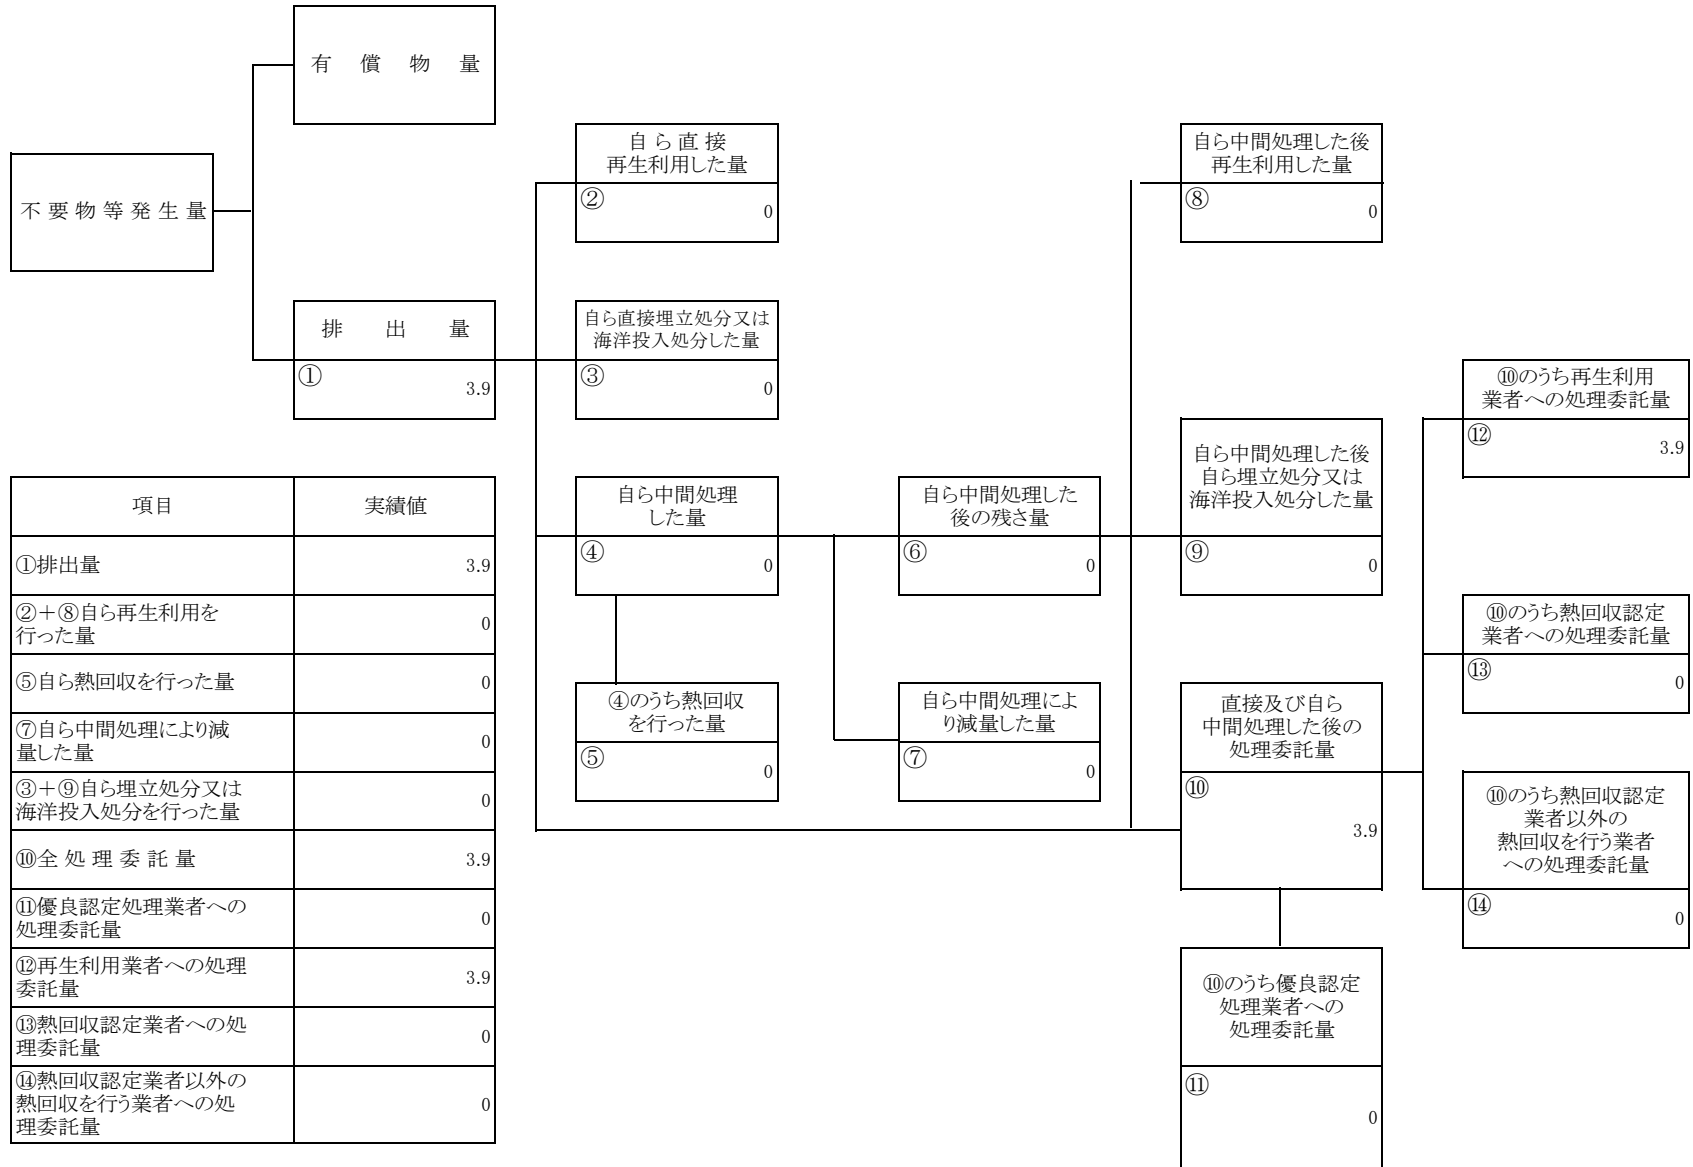 有 償 物 量
不 要 物 等 発 生 量
排 出 量
①
3.9
自 ら 直 接
再生利用した量
②
0
自ら直接埋立処分又は
海洋投入処分した量
③
0
自ら中間処理
した量
④
0
④のうち熱回収
を行った量
⑤
0
自ら中間処理した
後の残さ量
⑥
0
自ら中間処理によ
り減量した量
⑦
0
自ら中間処理した後
再生利用した量
⑧
0
自ら中間処理した後
自ら埋立処分又は
海洋投入処分した量
⑨
0
直接及び自ら
中間処理した後の
処理委託量
⑩
3.9
⑩のうち優良認定
処理業者への
処理委託量
⑪
0
⑩のうち再生利用
業者への処理委託量
⑫
3.9
⑩のうち熱回収認定
業者への処理委託量
⑬
0
⑩のうち熱回収認定
業者以外の
熱回収を行う業者
への処理委託量
⑭
0
項目 実績値
①排出量 3.9
②＋⑧自ら再生利用を
行った量 0
⑤自ら熱回収を行った量 0
⑦自ら中間処理により減
量した量 0
③＋⑨自ら埋立処分又は
海洋投入処分を行った量 0
⑩全 処 理 委 託 量 3.9
⑪優良認定処理業者への
処理委託量 0
⑫再生利用業者への処理
委託量 3.9
⑬熱回収認定業者への処
理委託量 0
⑭熱回収認定業者以外の
熱回収を行う業者への処
理委託量 0